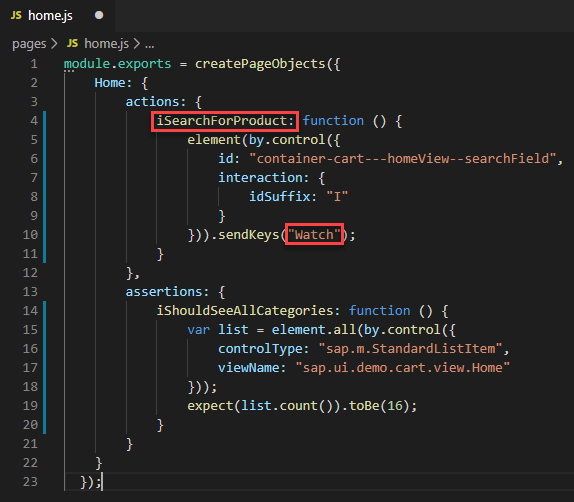 JS home.js
pages > JS home.js > ...
1 module.exports = createPageObjects({
2     Home: {
3         actions: {
4             iSearchForProduct: function () {
5                 element(by.control({
6                     id: "container-cart---homeView--searchField",
7                     interaction: {
8                         idSuffix: "I"
9                     }
10                 })).sendKeys("Watch");
11             }
12         },
13         assertions: {
14             iShouldSeeAllCategories: function () {
15                 var list = element.all(by.control({
16                     controlType: "sap.m.StandardListItem",
17                     viewName: "sap.ui.demo.cart.view.Home"
18                 }));
19                 expect(list.count()).toBe(16);
20             }
21         }
22     }
23   });